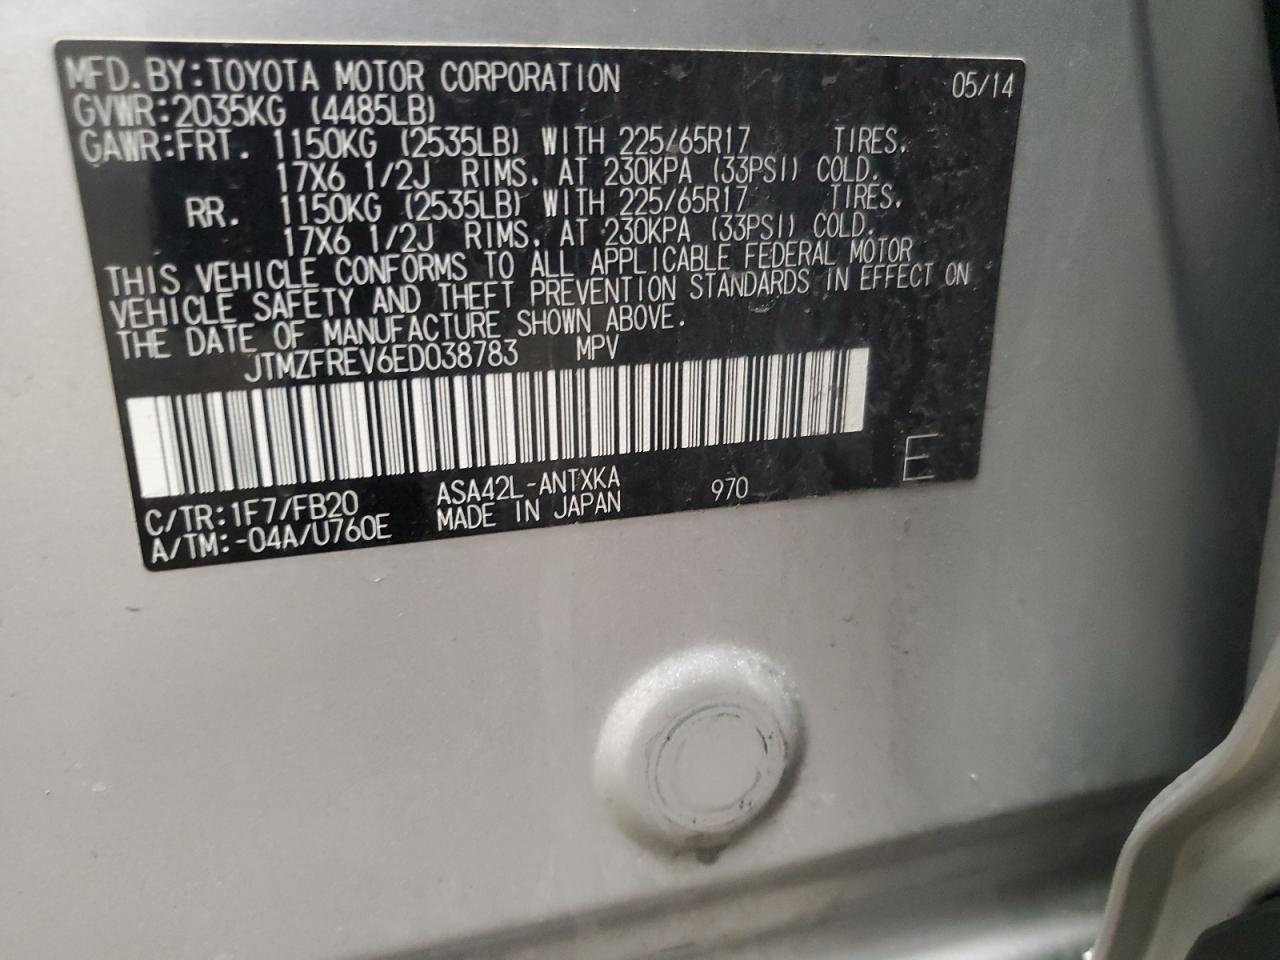 MFD.BY:TOYOTA MOTOR CORPORATION 05/14
GVWR:2035KG (4485LB)
GAWR:FRT. 1150KG (2535LB) WITH 225/65R17 TIRES.
17X6 1/2J RIMS. AT 230KPA (33PSI) COLD.
RR. 1150KG (2535LB) WITH 225/65R17 TIRES.
17X6 1/2J RIMS. AT 230KPA (33PSI) COLD.
THIS VEHICLE CONFORMS TO ALL APPLICABLE FEDERAL MOTOR
VEHICLE SAFETY AND THEFT PREVENTION STANDARDS IN EFFECT ON
THE DATE OF MANUFACTURE SHOWN ABOVE.
JTMZFREV6ED038783 MPV
C/TR:1F7/FB20 ASA42L-ANTXKA 970 E
A/TM:-04A/U760E MADE IN JAPAN